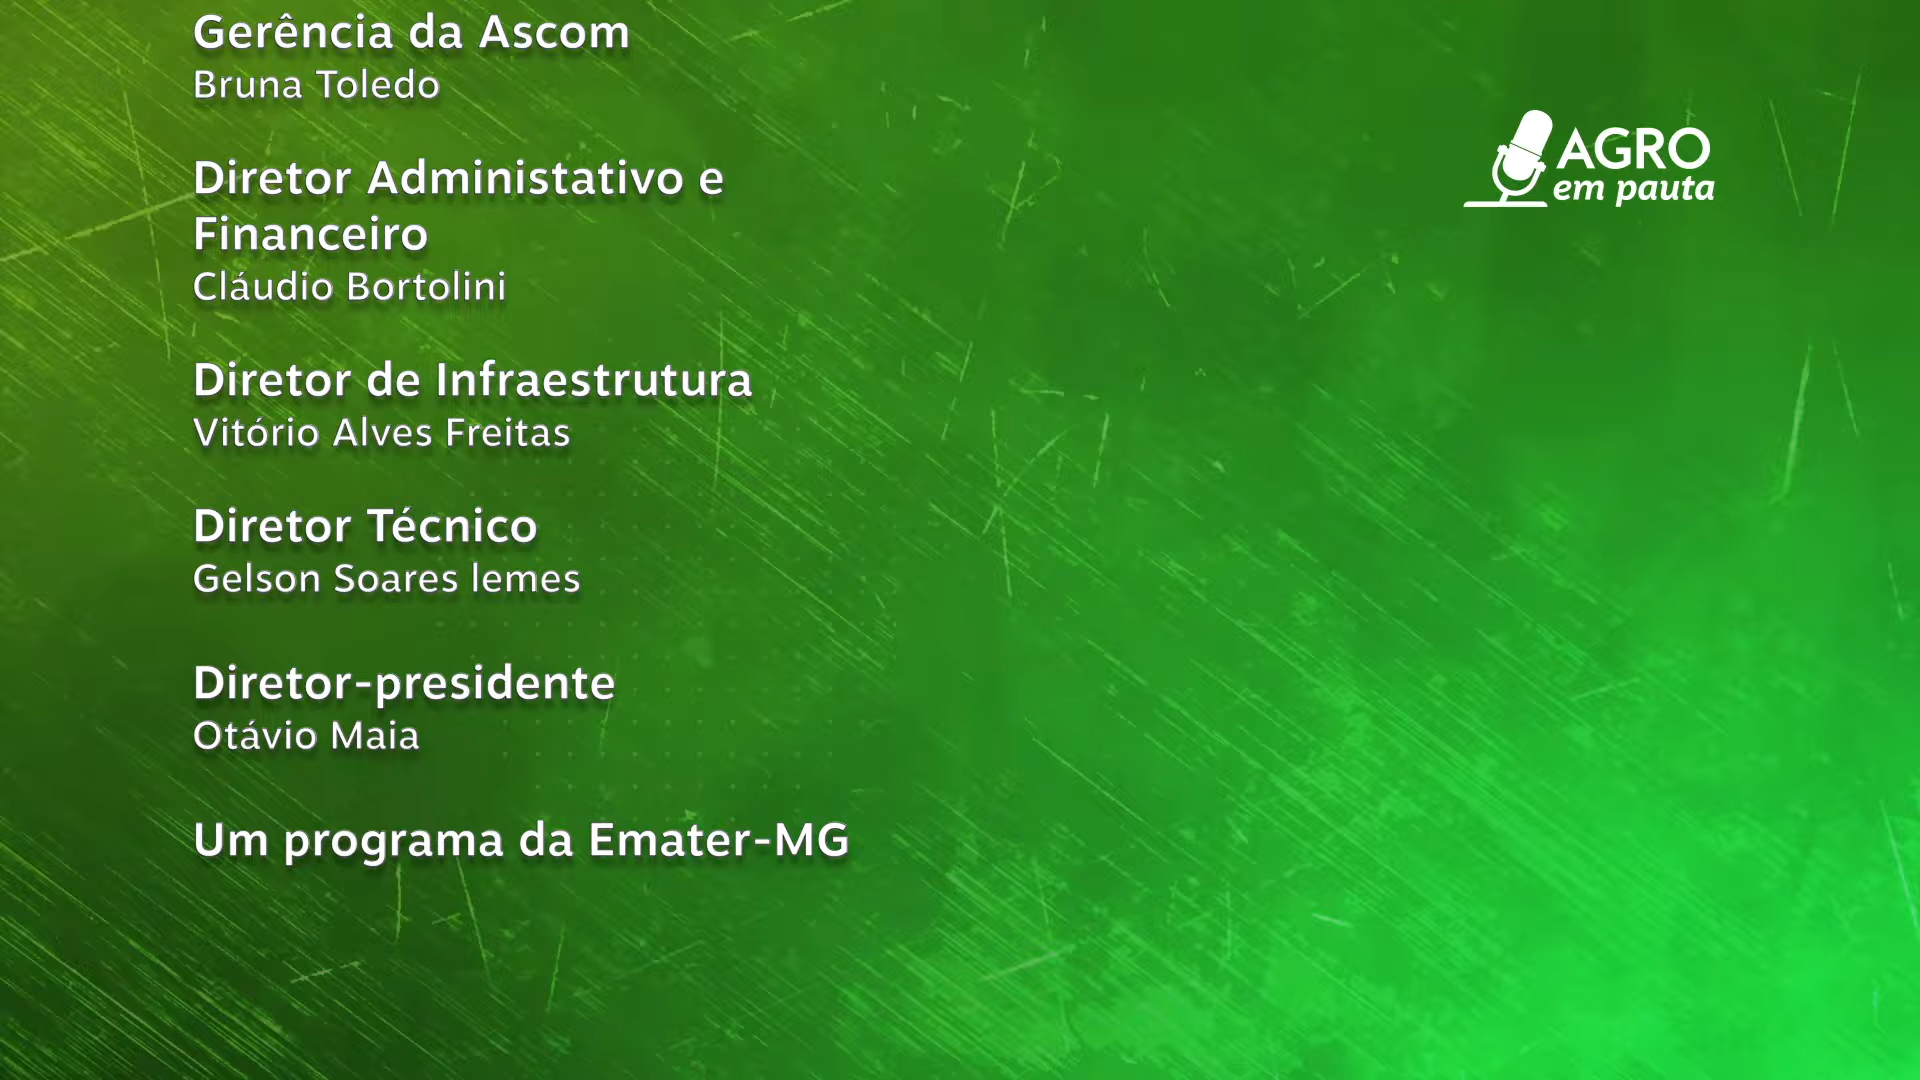 Gerência da Ascom
Bruna Toledo
Diretor Administativo e
Financeiro
Cláudio Bortolini
Diretor de Infraestrutura
Vitório Alves Freitas
Diretor Técnico
Gelson Soares lemes
Diretor-presidente
Otávio Maia
Um programa da Emater-MG
AGRO
em pauta